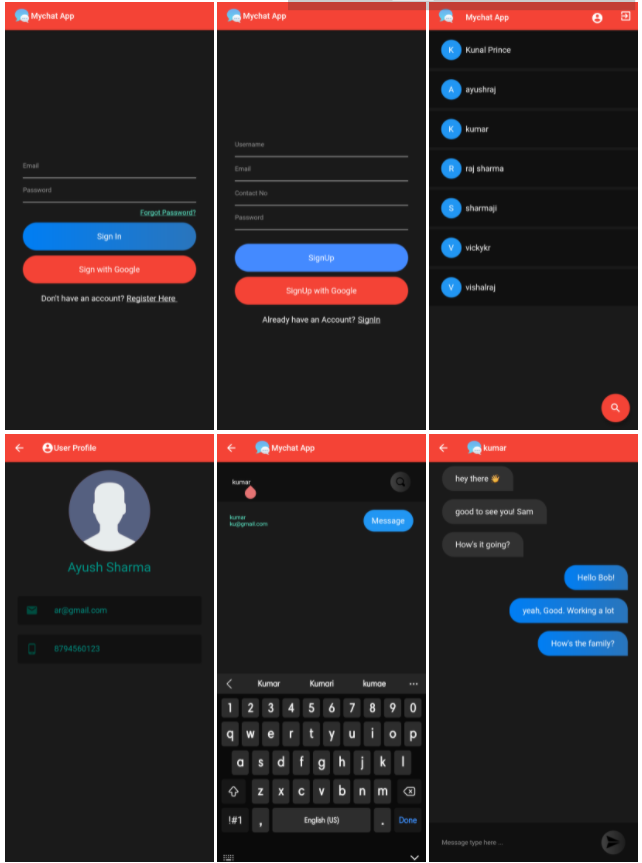 Mychat App
Email
Password
Forgot Password?
Sign In
Sign with Google
Don't have an account? Register Here
Mychat App
Username
Email
Contact No
Password
SignUp
SignUp with Google
Already have an Account? SignIn
Mychat App
K Kunal Prince
A ayushraj
K kumar
R raj sharma
S sharmaji
V vickykr
V vishalraj
User Profile
Ayush Sharma
ar@gmail.com
8794560123
Mychat App
kumar
kumar
ku@gmail.com
Message
Kumar Kumari kumae ...
1 2 3 4 5 6 7 8 9 0
q w e r t y u i o p
a s d f g h j k l
z x c v b n m
!#1 , English (US) . Done
kumar
hey there 👋
good to see you! Sam
How's it going?
Hello Bob!
yeah, Good. Working a lot
How's the family?
Message type here ...